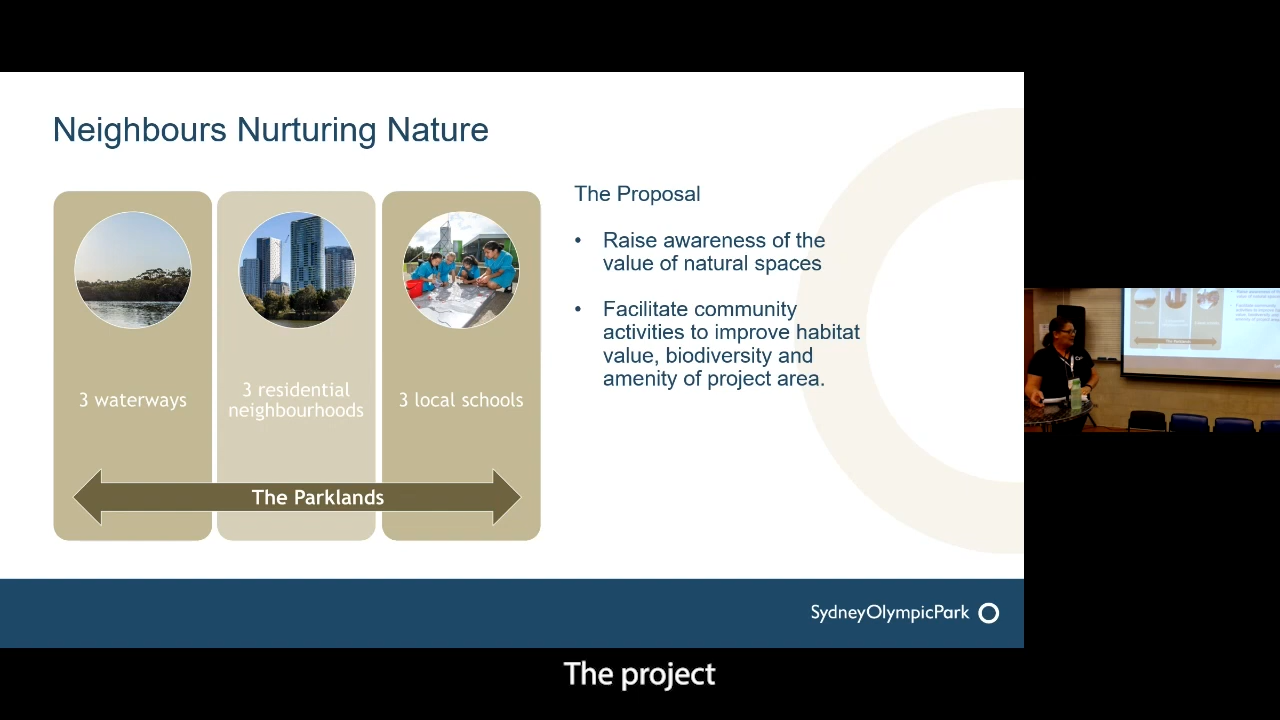 Neighbours Nurturing Nature
3 waterways
3 residential
neighbourhoods
3 local schools
The Parklands
The Proposal
• Raise awareness of the
value of natural spaces
• Facilitate community
activities to improve habitat
value, biodiversity and
amenity of project area.
SydneyOlympicPark
The project